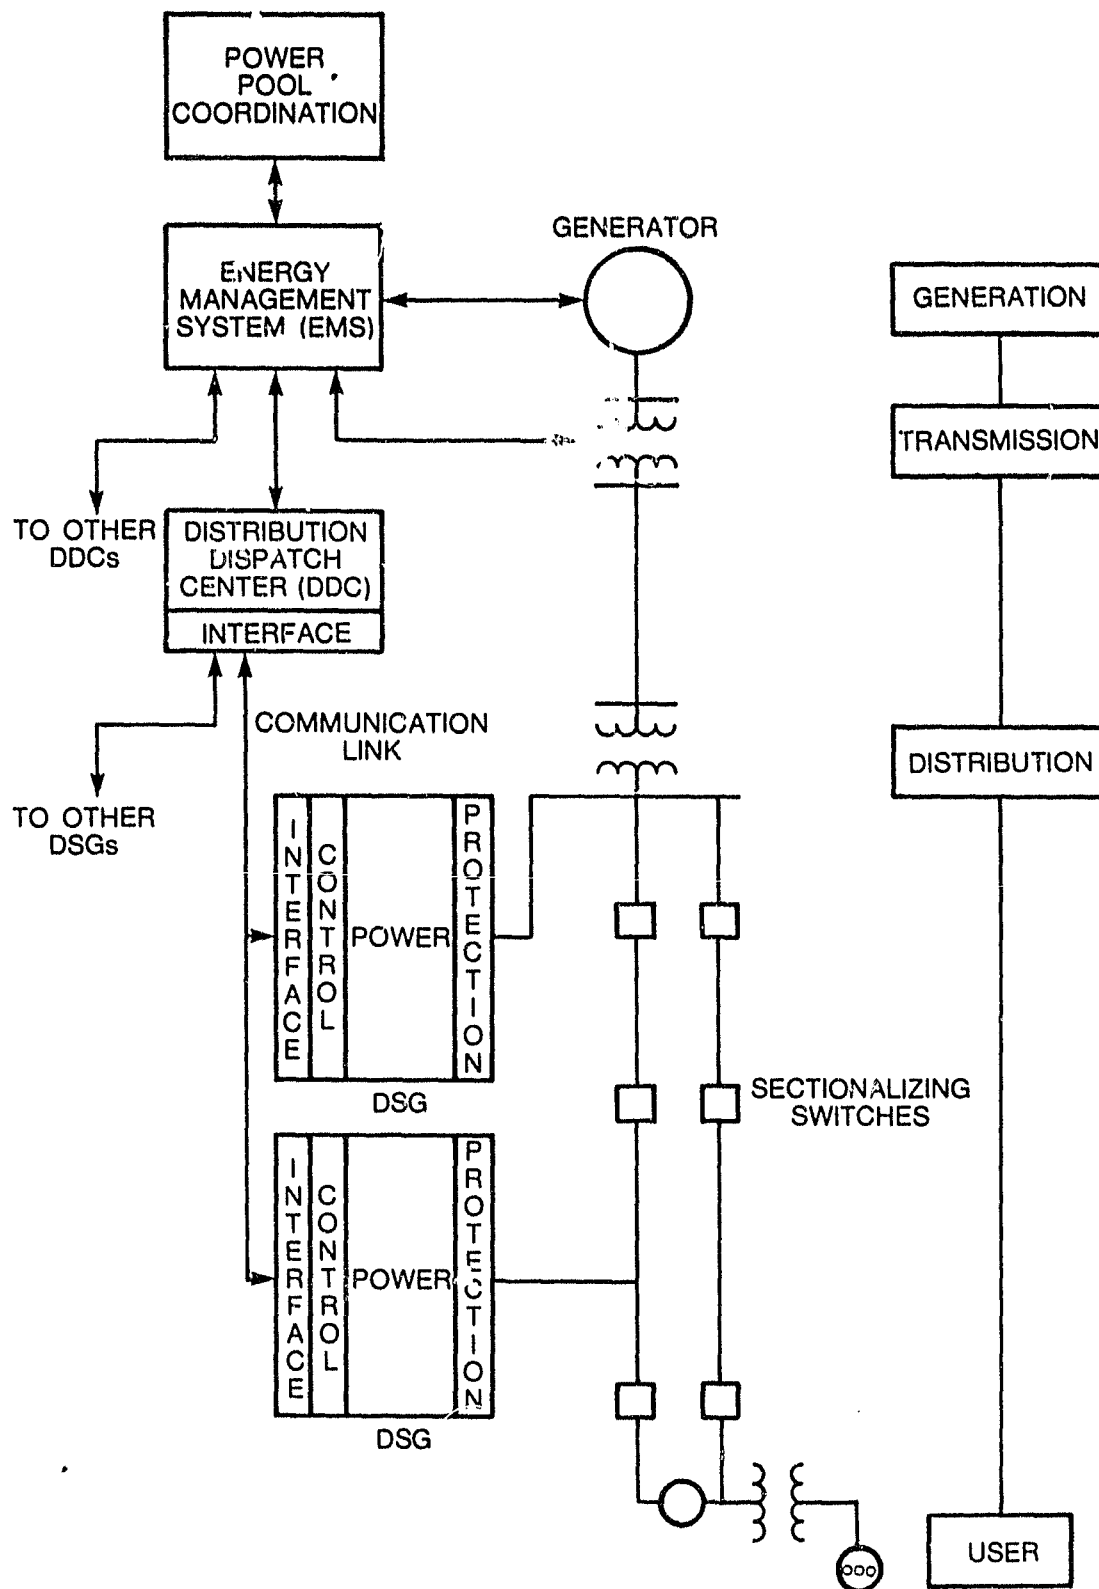 POWER
POOL
COORDINATION
GENERATOR
ENERGY
MANAGEMENT
SYSTEM (EMS)
GENERATION
TRANSMISSION
TO OTHER
DDCs
DISTRIBUTION
DISPATCH
CENTER (DDC)
INTERFACE
COMMUNICATION
LINK
DISTRIBUTION
TO OTHER
DSGs
INTERFACE
CONTROL
POWER
PROTECTION
DSG
SECTIONALIZING
SWITCHES
INTERFACE
CONTROL
POWER
PROTECTION
DSG
USER